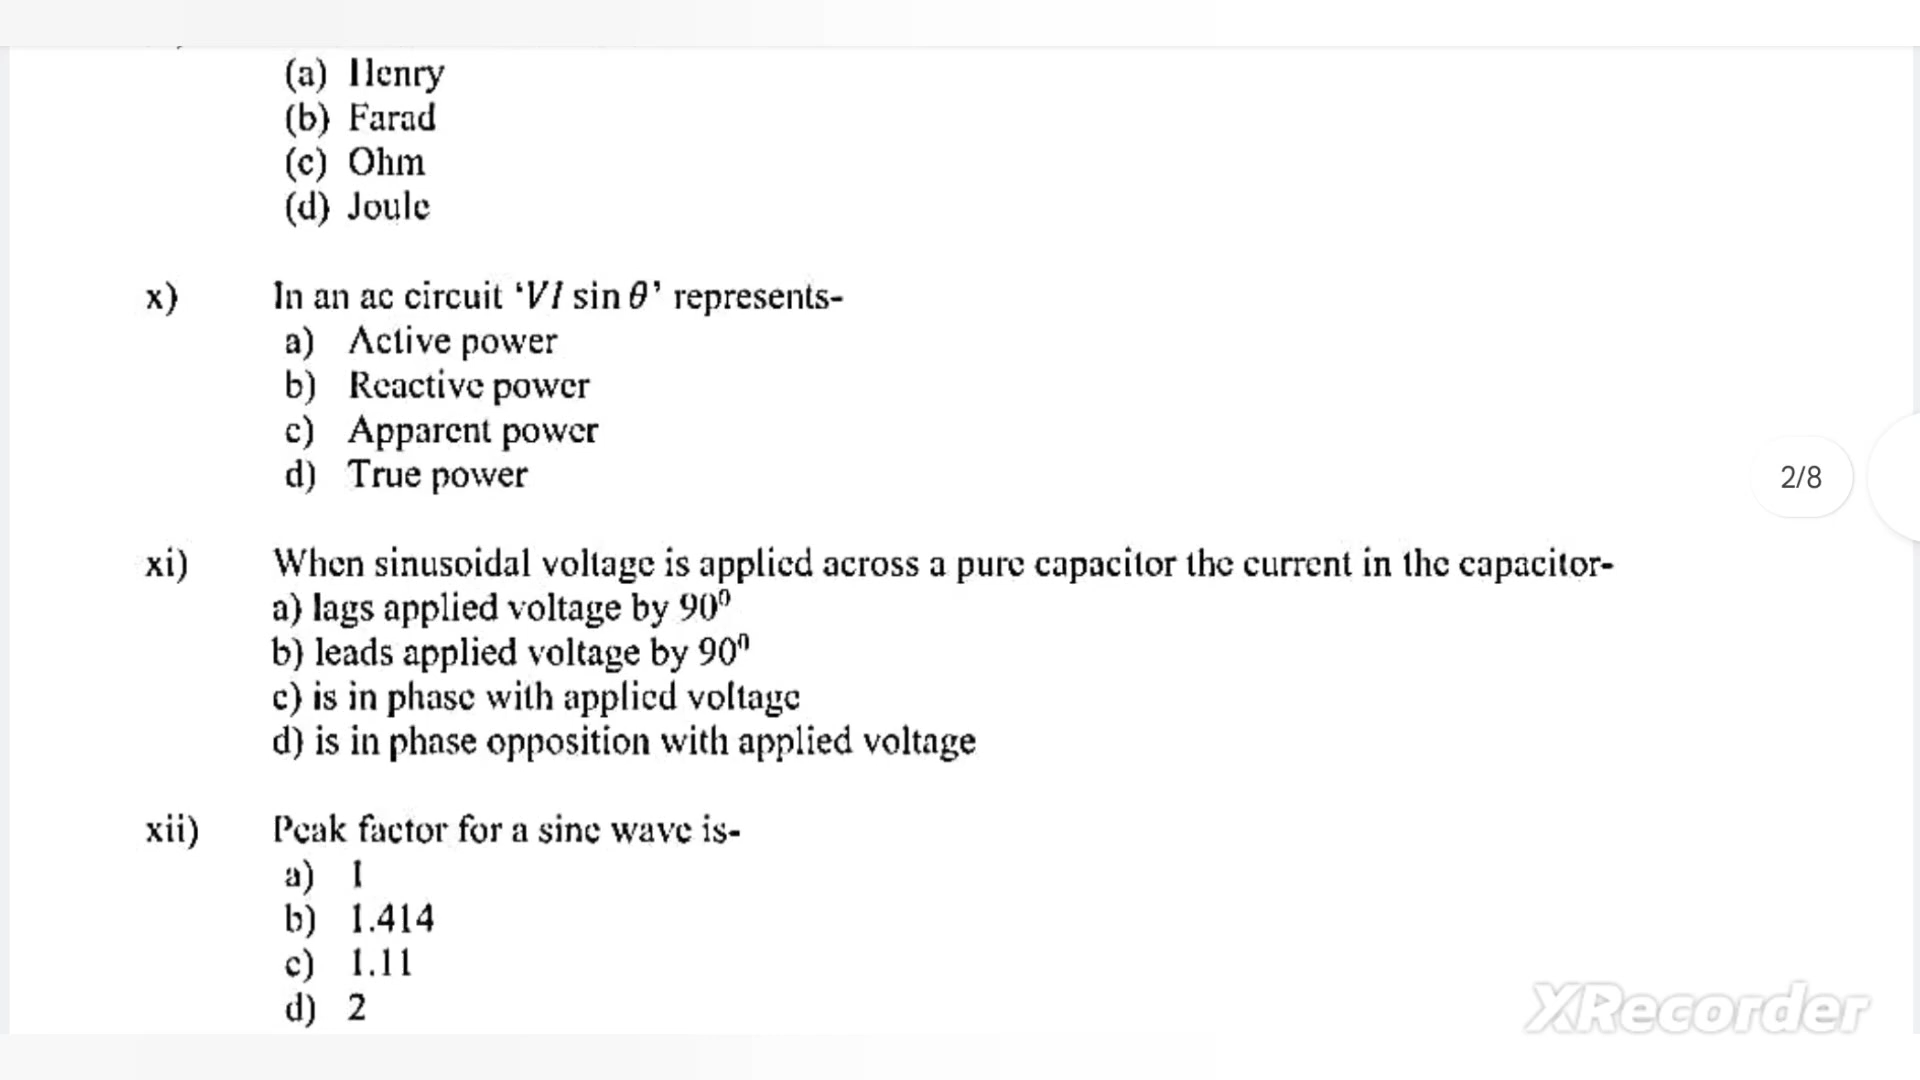 (a) Henry
(b) Farad
(c) Ohm
(d) Joule
x) In an ac circuit ‘VI sin θ’ represents-
a) Active power
b) Reactive power
c) Apparent power
d) True power
xi) When sinusoidal voltage is applied across a pure capacitor the current in the capacitor-
a) lags applied voltage by 90⁰
b) leads applied voltage by 90⁰
c) is in phase with applied voltage
d) is in phase opposition with applied voltage
xii) Peak factor for a sine wave is-
a) 1
b) 1.414
c) 1.11
d) 2
2/8
XRecorder